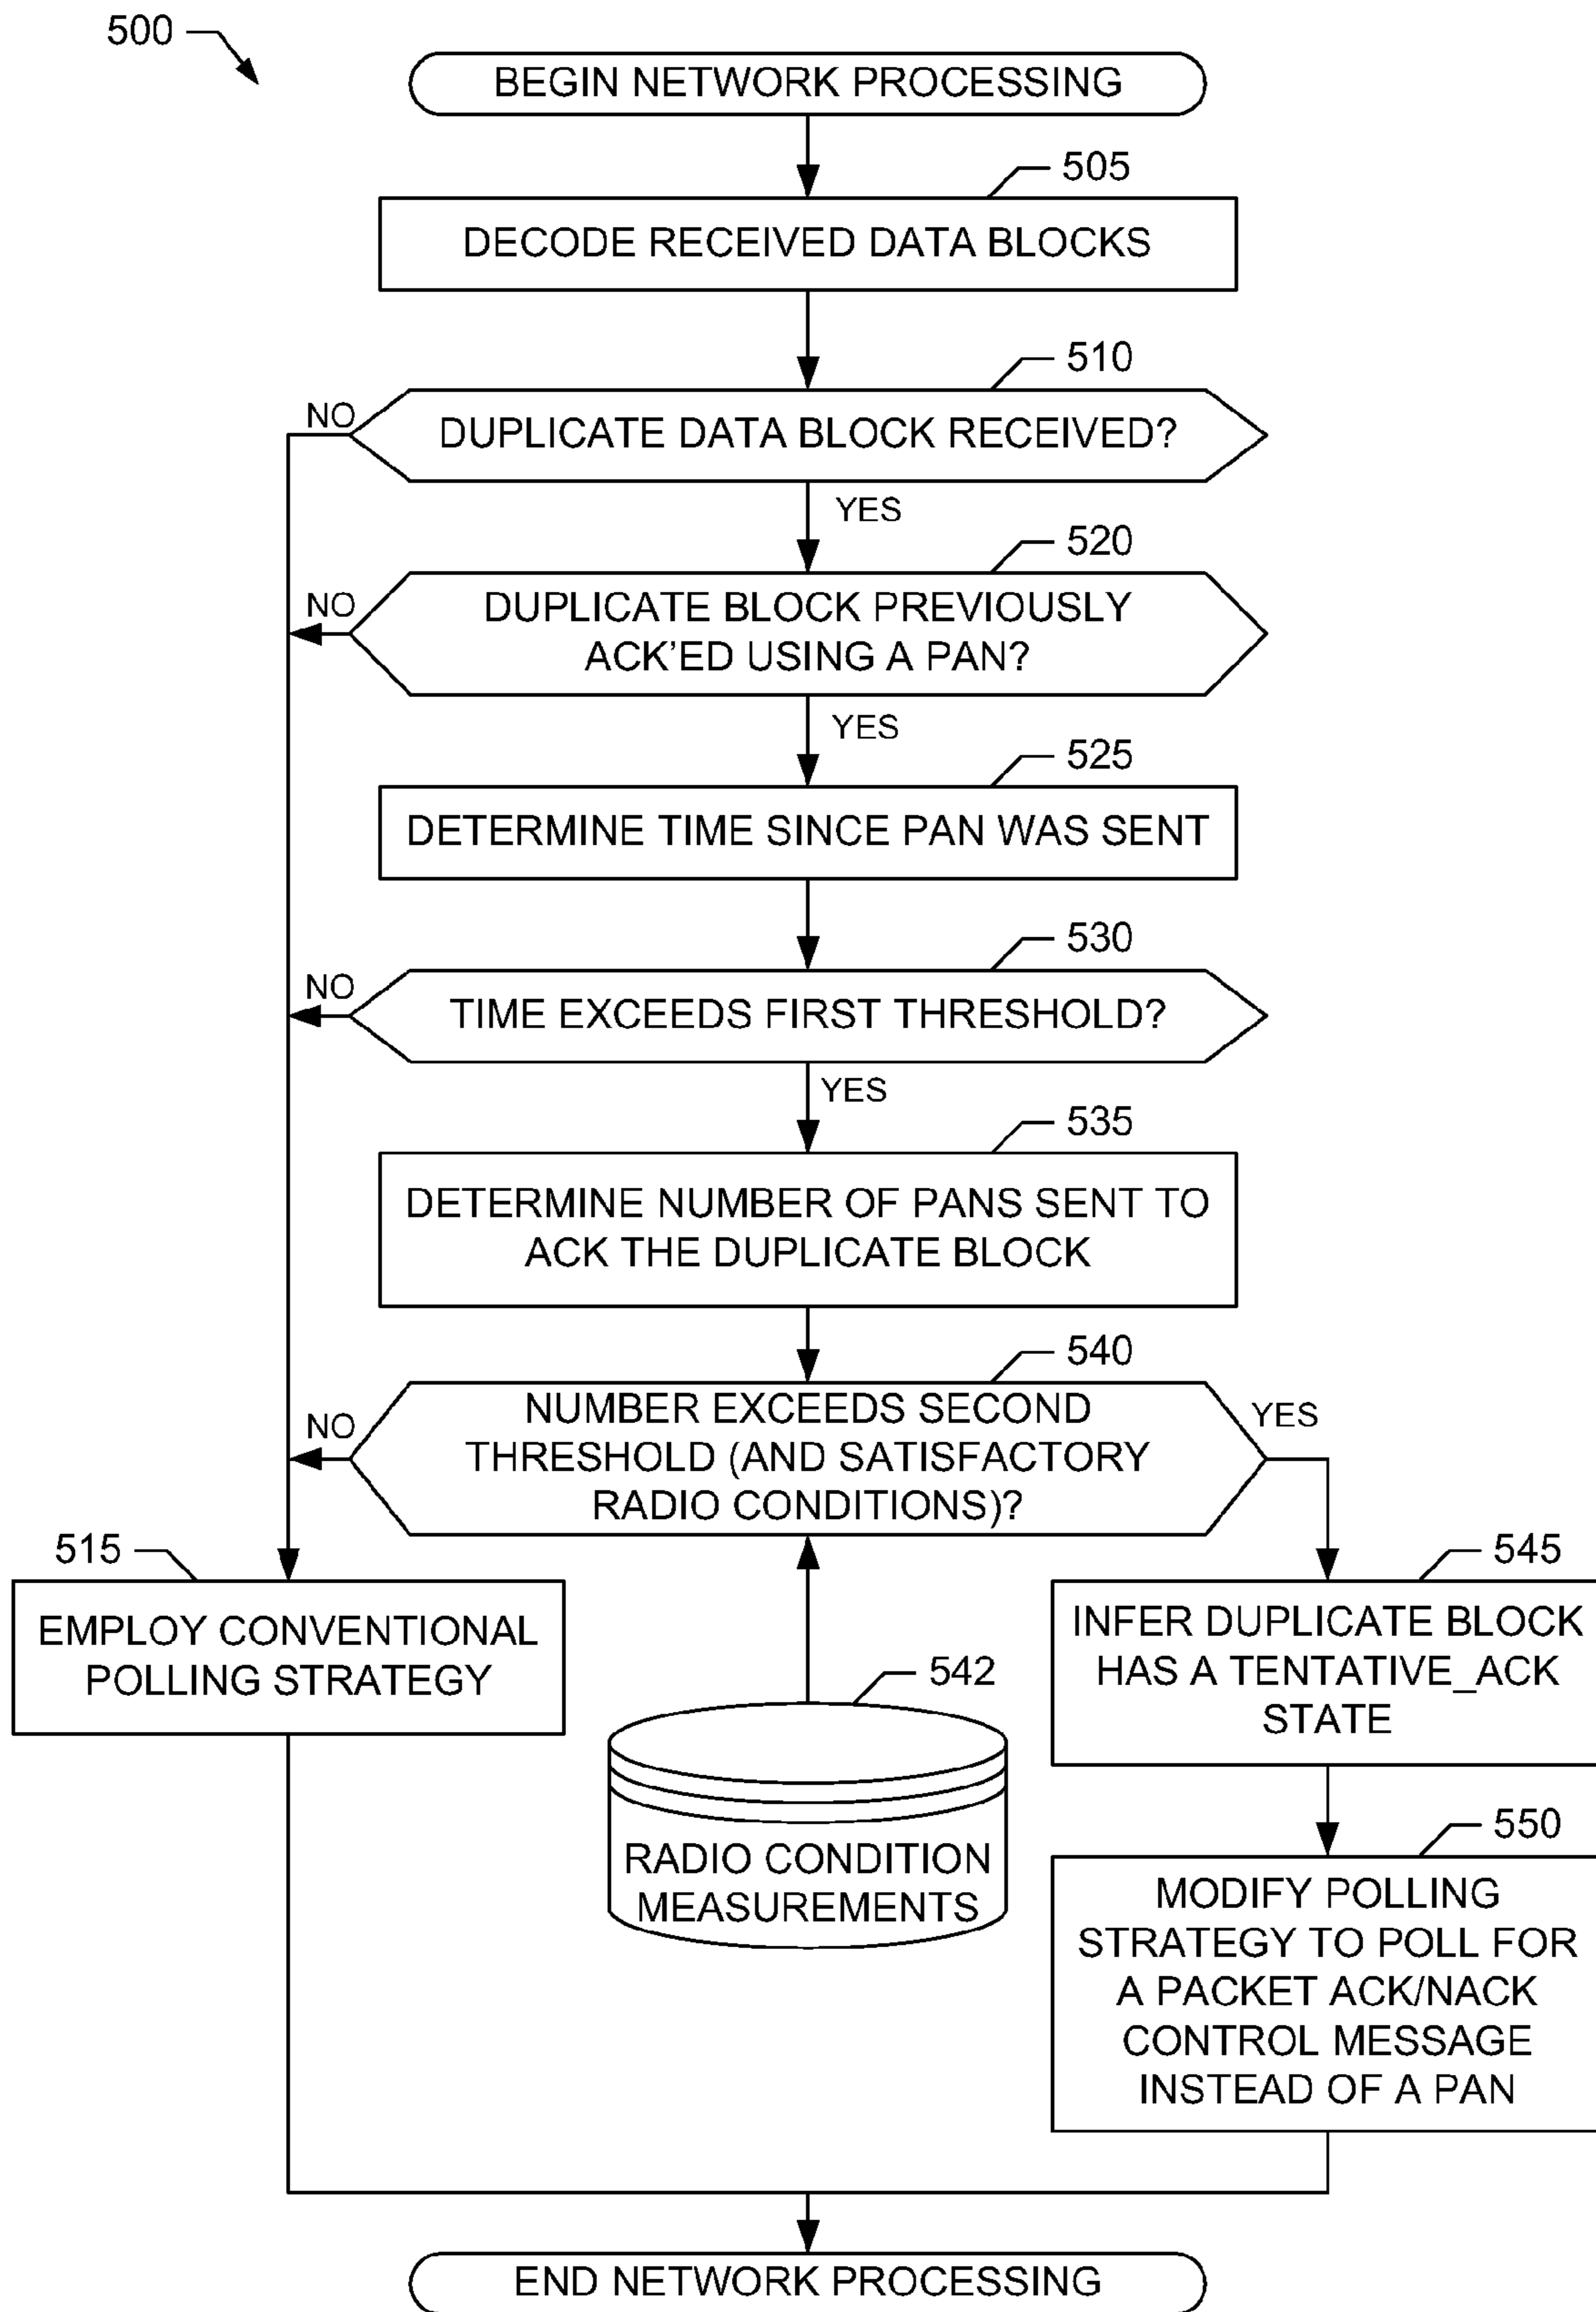 500
BEGIN NETWORK PROCESSING
505
DECODE RECEIVED DATA BLOCKS
510
NO
DUPLICATE DATA BLOCK RECEIVED?
YES
520
NO
DUPLICATE BLOCK PREVIOUSLY
ACK'ED USING A PAN?
YES
525
DETERMINE TIME SINCE PAN WAS SENT
530
NO
TIME EXCEEDS FIRST THRESHOLD?
YES
535
DETERMINE NUMBER OF PANS SENT TO
ACK THE DUPLICATE BLOCK
540
NO
NUMBER EXCEEDS SECOND
THRESHOLD (AND SATISFACTORY
RADIO CONDITIONS)?
YES
515
EMPLOY CONVENTIONAL
POLLING STRATEGY
542
RADIO CONDITION
MEASUREMENTS
545
INFER DUPLICATE BLOCK
HAS A TENTATIVE_ACK
STATE
550
MODIFY POLLING
STRATEGY TO POLL FOR
A PACKET ACK/NACK
CONTROL MESSAGE
INSTEAD OF A PAN
END NETWORK PROCESSING